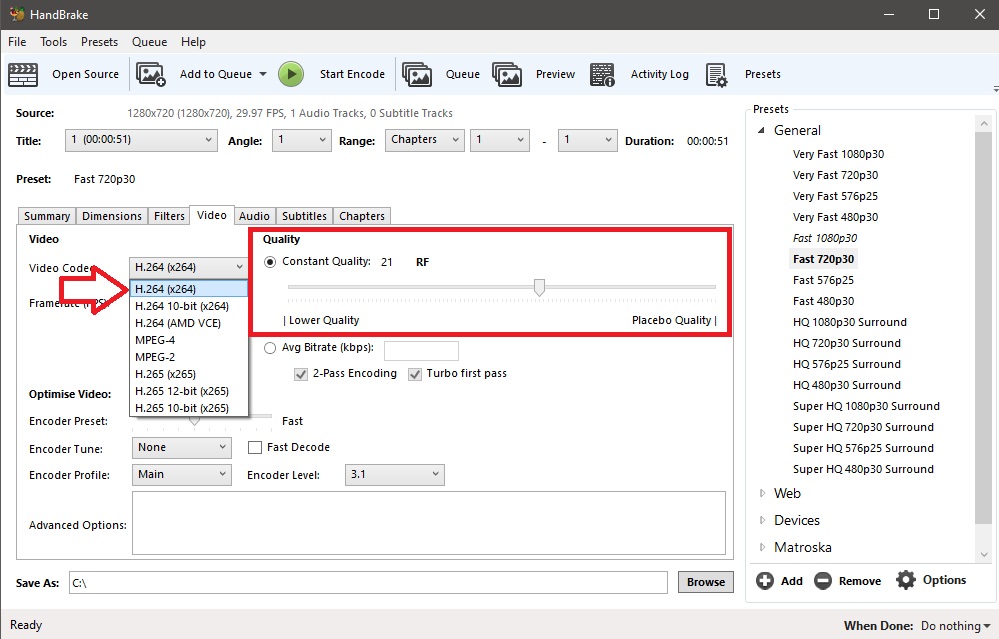 HandBrake
File Tools Presets Queue Help
Open Source Add to Queue Start Encode Queue Preview Activity Log Presets
Source: 1280x720 (1280x720), 29.97 FPS, 1 Audio Tracks, 0 Subtitle Tracks
Title: 1 (00:00:51) Angle: 1 Range: Chapters 1 - 1 Duration: 00:00:51
Preset: Fast 720p30
Summary Dimensions Filters Video Audio Subtitles Chapters
Video
Video Codec
H.264 (x264)
H.264 (x264)
H.264 10-bit (x264)
H.264 (AMD VCE)
MPEG-4
MPEG-2
H.265 (x265)
H.265 12-bit (x265)
H.265 10-bit (x265)
Quality
Constant Quality: 21 RF
| Lower Quality Placebo Quality |
Avg Bitrate (kbps):
2-Pass Encoding Turbo first pass
Optimise Video:
Encoder Preset: Fast
Encoder Tune: None Fast Decode
Encoder Profile: Main Encoder Level: 3.1
Advanced Options:
Save As: C:\ Browse
Presets
General
Very Fast 1080p30
Very Fast 720p30
Very Fast 576p25
Very Fast 480p30
Fast 1080p30
Fast 720p30
Fast 576p25
Fast 480p30
HQ 1080p30 Surround
HQ 720p30 Surround
HQ 576p25 Surround
HQ 480p30 Surround
Super HQ 1080p30 Surround
Super HQ 720p30 Surround
Super HQ 576p25 Surround
Super HQ 480p30 Surround
Web
Devices
Matroska
Add Remove Options
Ready When Done: Do nothing